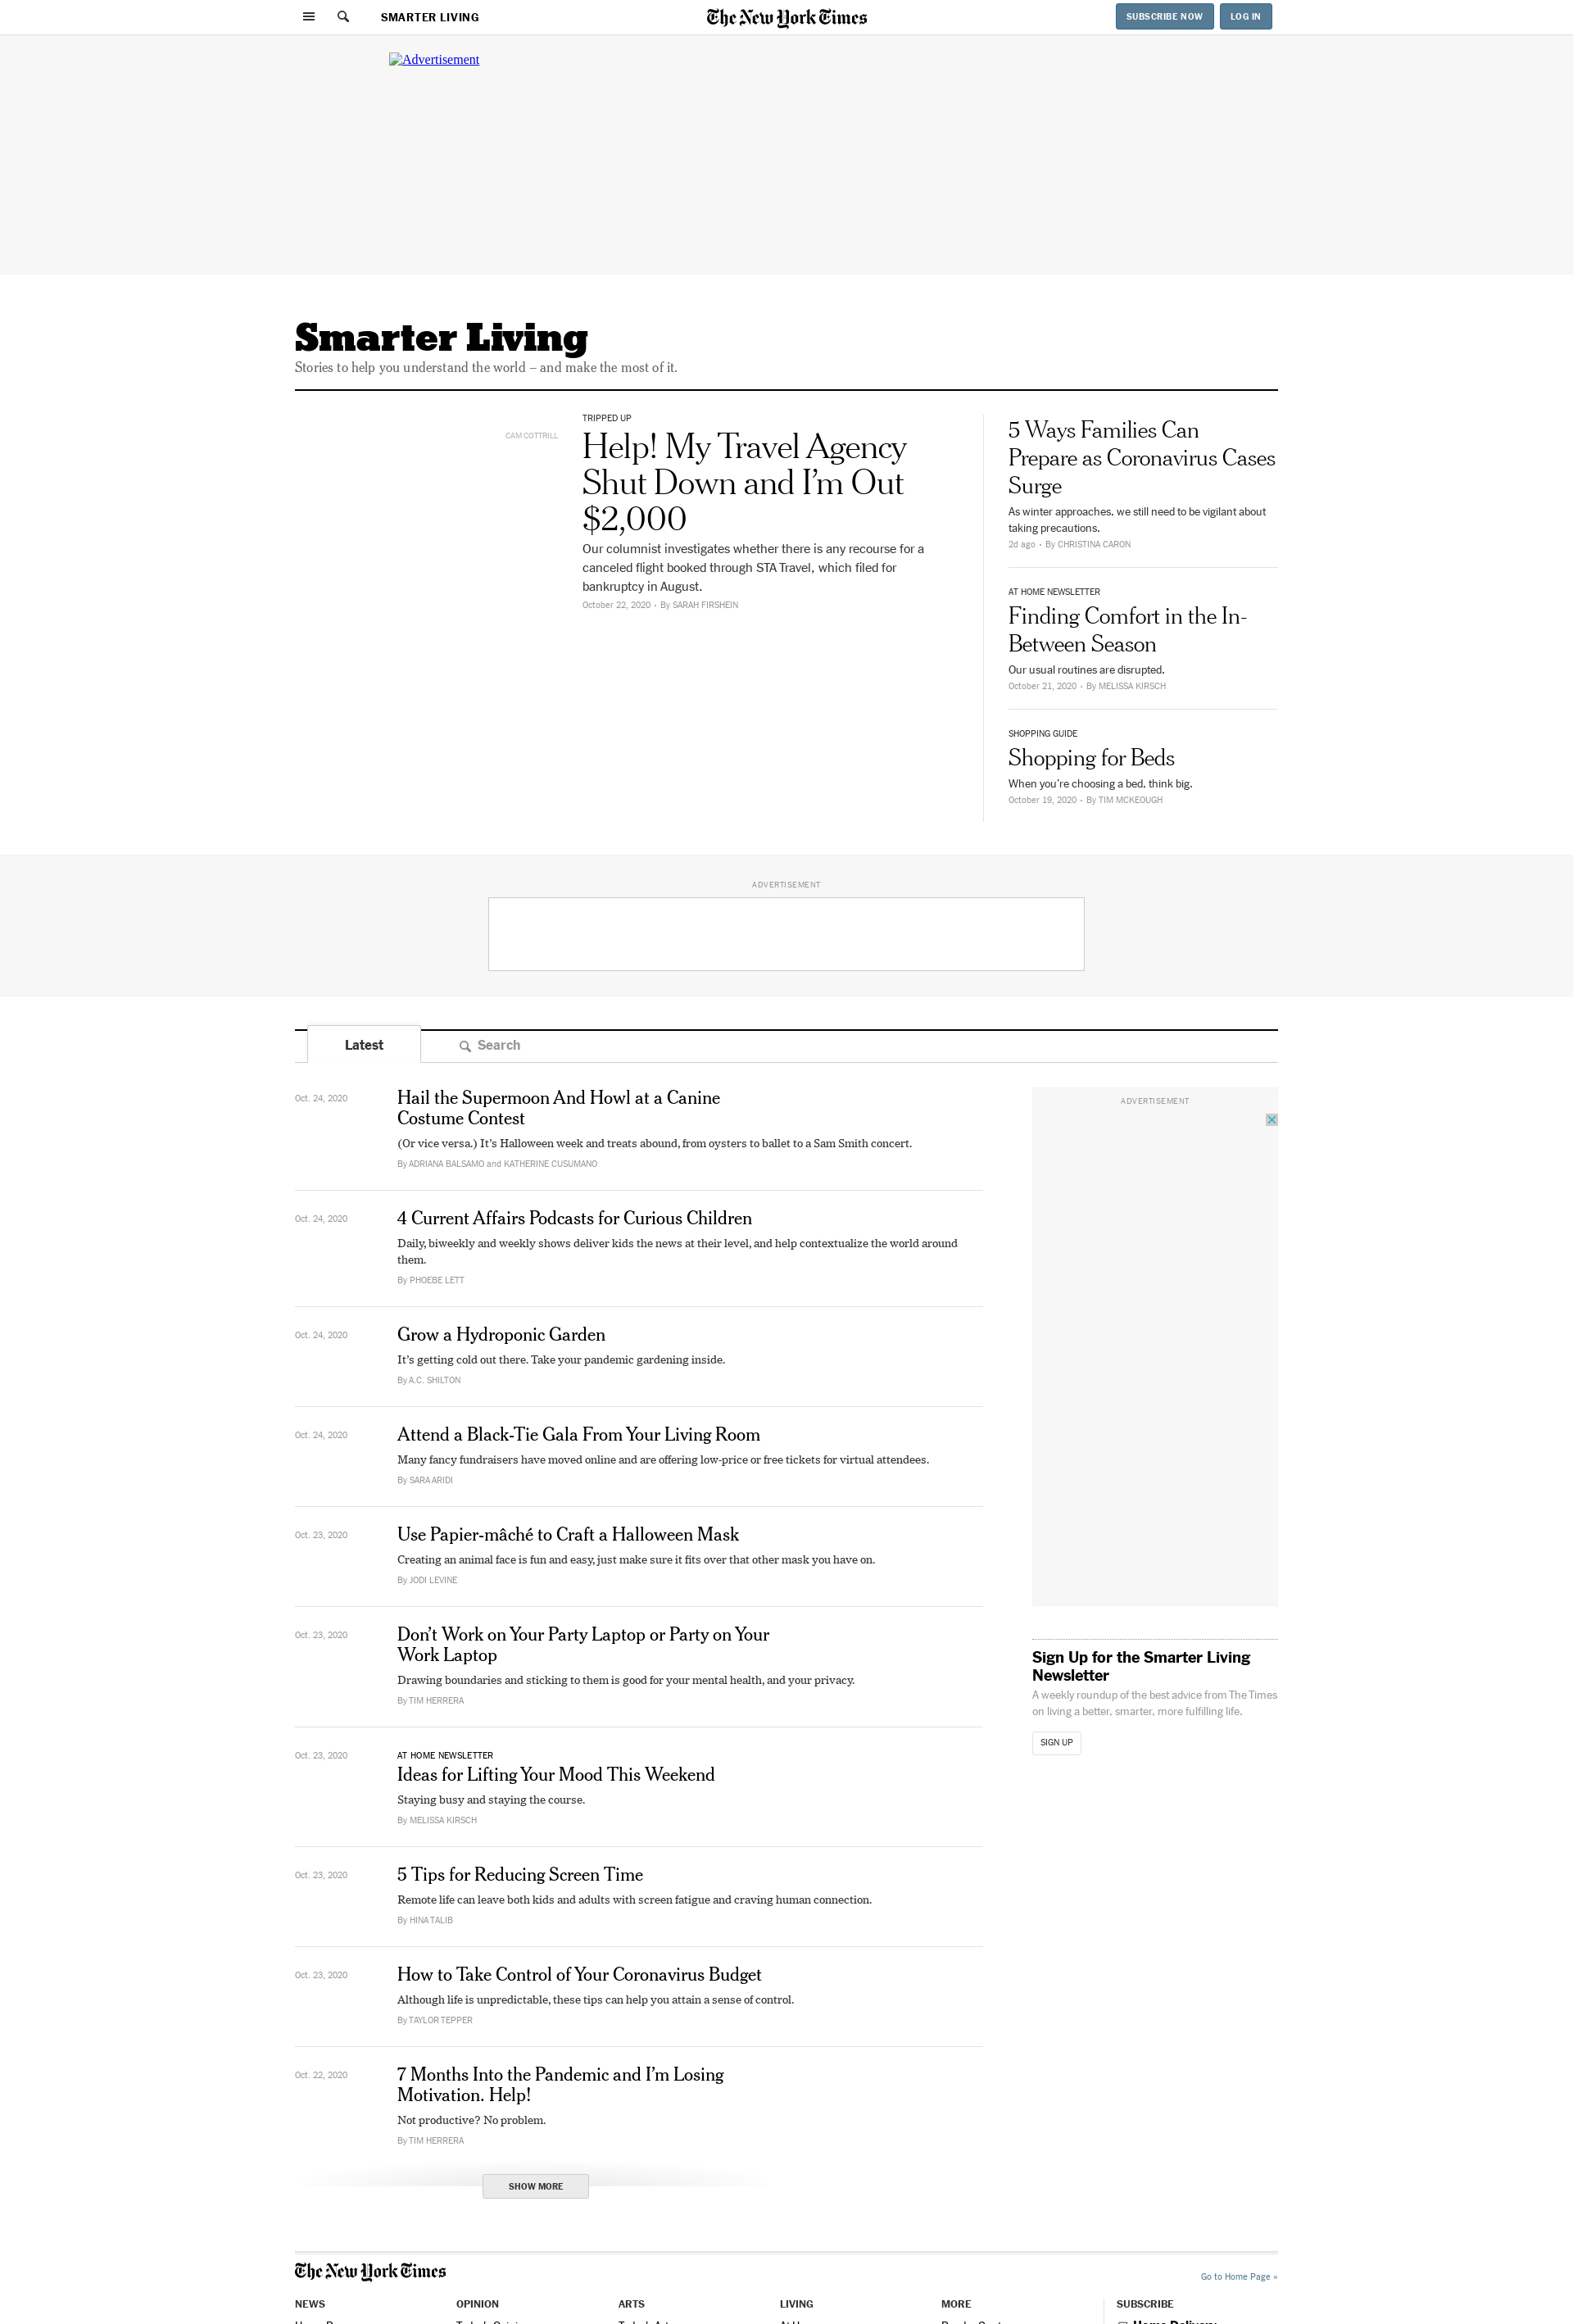 SMARTER LIVING
The New York Times
SUBSCRIBE NOW
LOG IN
Advertisement
Smarter Living
Stories to help you understand the world – and make the most of it.
CAM COTTRILL
TRIPPED UP
Help! My Travel Agency
Shut Down and I’m Out
$2,000
Our columnist investigates whether there is any recourse for a
canceled flight booked through STA Travel, which filed for
bankruptcy in August.
October 22, 2020 • By SARAH FIRSHEIN
5 Ways Families Can
Prepare as Coronavirus Cases
Surge
As winter approaches, we still need to be vigilant about
taking precautions.
2d ago • By CHRISTINA CARON
AT HOME NEWSLETTER
Finding Comfort in the In-
Between Season
Our usual routines are disrupted.
October 21, 2020 • By MELISSA KIRSCH
SHOPPING GUIDE
Shopping for Beds
When you’re choosing a bed, think big.
October 19, 2020 • By TIM MCKEOUGH
ADVERTISEMENT
Latest
Search
Oct. 24, 2020
Hail the Supermoon And Howl at a Canine
Costume Contest
(Or vice versa.) It’s Halloween week and treats abound, from oysters to ballet to a Sam Smith concert.
By ADRIANA BALSAMO and KATHERINE CUSUMANO
Oct. 24, 2020
4 Current Affairs Podcasts for Curious Children
Daily, biweekly and weekly shows deliver kids the news at their level, and help contextualize the world around
them.
By PHOEBE LETT
Oct. 24, 2020
Grow a Hydroponic Garden
It’s getting cold out there. Take your pandemic gardening inside.
By A.C. SHILTON
Oct. 24, 2020
Attend a Black-Tie Gala From Your Living Room
Many fancy fundraisers have moved online and are offering low-price or free tickets for virtual attendees.
By SARA ARIDI
Oct. 23, 2020
Use Papier-mâché to Craft a Halloween Mask
Creating an animal face is fun and easy, just make sure it fits over that other mask you have on.
By JODI LEVINE
Oct. 23, 2020
Don’t Work on Your Party Laptop or Party on Your
Work Laptop
Drawing boundaries and sticking to them is good for your mental health, and your privacy.
By TIM HERRERA
Oct. 23, 2020
AT HOME NEWSLETTER
Ideas for Lifting Your Mood This Weekend
Staying busy and staying the course.
By MELISSA KIRSCH
Oct. 23, 2020
5 Tips for Reducing Screen Time
Remote life can leave both kids and adults with screen fatigue and craving human connection.
By HINA TALIB
Oct. 23, 2020
How to Take Control of Your Coronavirus Budget
Although life is unpredictable, these tips can help you attain a sense of control.
By TAYLOR TEPPER
Oct. 22, 2020
7 Months Into the Pandemic and I’m Losing
Motivation. Help!
Not productive? No problem.
By TIM HERRERA
SHOW MORE
ADVERTISEMENT
Sign Up for the Smarter Living
Newsletter
A weekly roundup of the best advice from The Times
on living a better, smarter, more fulfilling life.
SIGN UP
The New York Times
Go to Home Page »
NEWS
OPINION
ARTS
LIVING
MORE
SUBSCRIBE